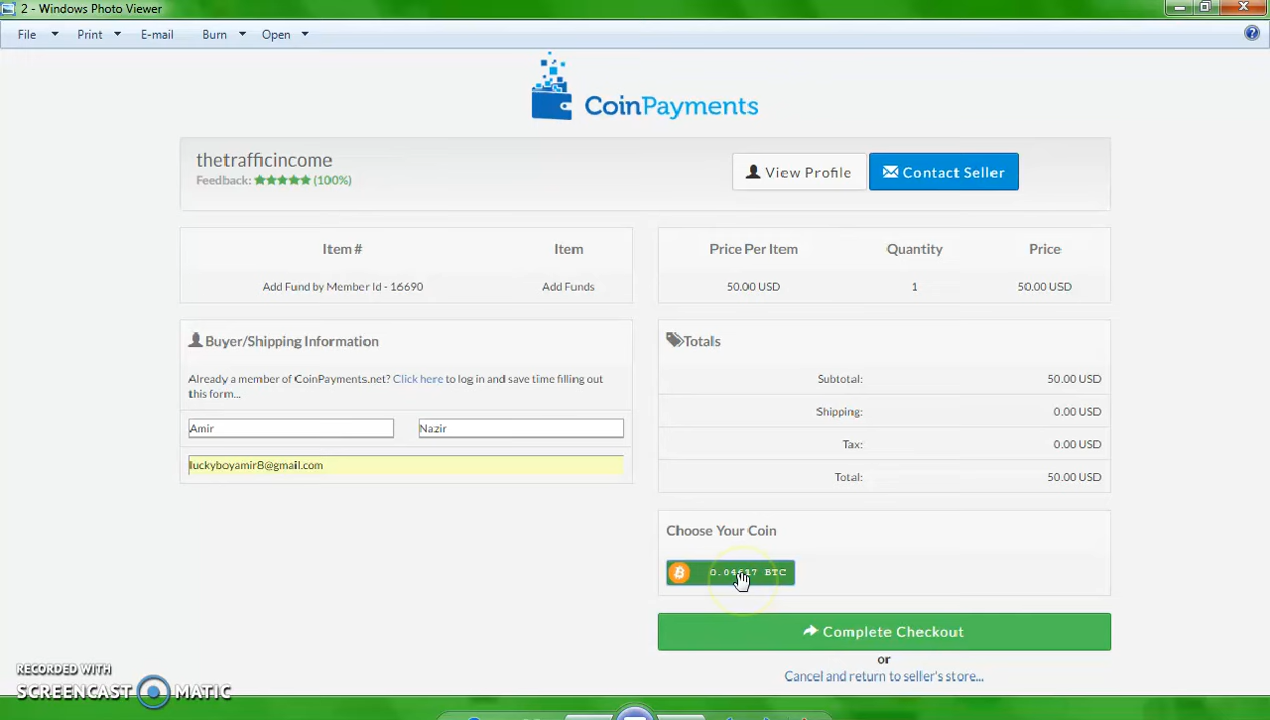 2 - Windows Photo Viewer
File Print E-mail Burn Open
CoinPayments
thetrafficincome
Feedback: ★★★★★ (100%)
View Profile Contact Seller
Item # Item
Add Fund by Member Id - 16690 Add Funds
Price Per Item Quantity Price
50.00 USD 1 50.00 USD
Buyer/Shipping Information
Already a member of CoinPayments.net? Click here to log in and save time filling out
this form...
Amir Nazir
luckyboyamir8@gmail.com
Totals
Subtotal: 50.00 USD
Shipping: 0.00 USD
Tax: 0.00 USD
Total: 50.00 USD
Choose Your Coin
BTC
Complete Checkout
or
Cancel and return to seller's store...
RECORDED WITH
SCREENCAST MATIC